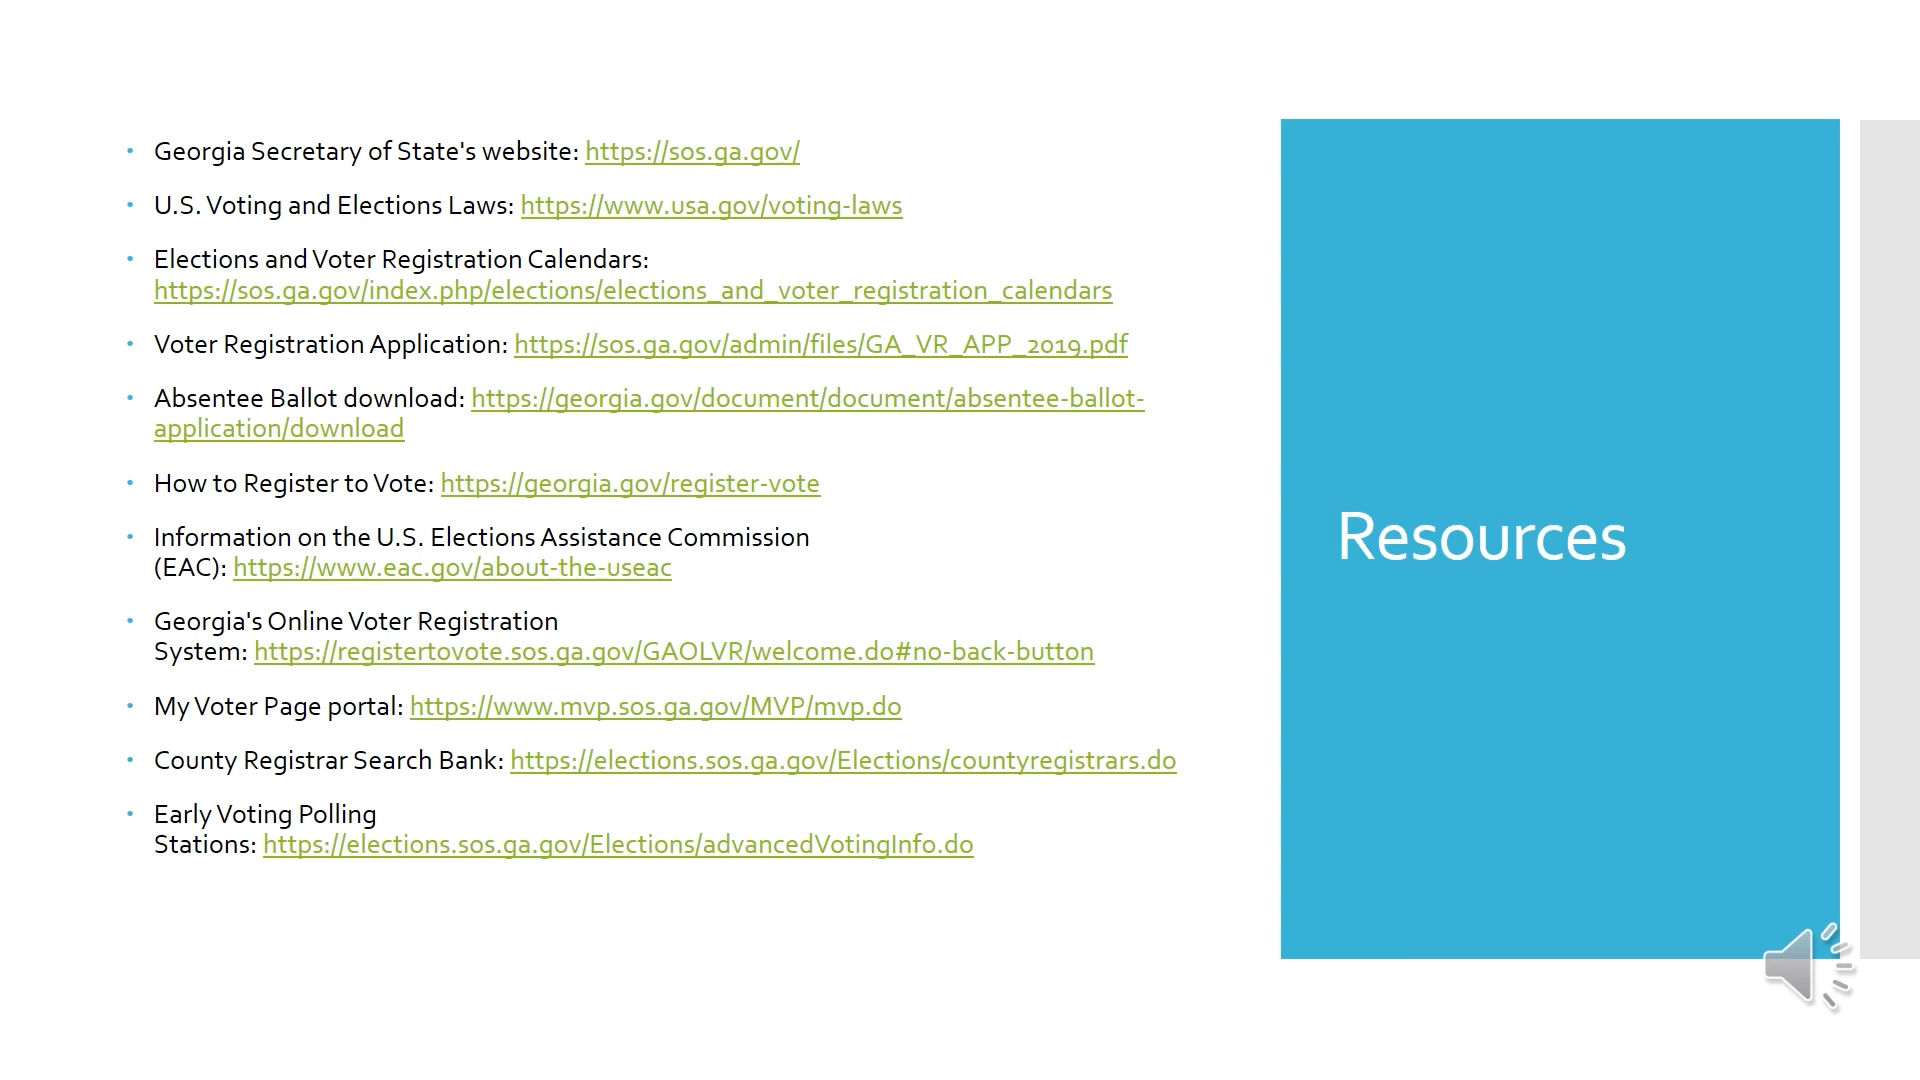 Georgia Secretary of State's website: https://sos.ga.gov/
U.S. Voting and Elections Laws: https://www.usa.gov/voting-laws
Elections and Voter Registration Calendars:
https://sos.ga.gov/index.php/elections/elections_and_voter_registration_calendars
Voter Registration Application: https://sos.ga.gov/admin/files/GA_VR_APP_2019.pdf
Absentee Ballot download: https://georgia.gov/document/document/absentee-ballot-
application/download
How to Register to Vote: https://georgia.gov/register-vote
Information on the U.S. Elections Assistance Commission
(EAC): https://www.eac.gov/about-the-useac
Georgia's Online Voter Registration
System: https://registertovote.sos.ga.gov/GAOLVR/welcome.do#no-back-button
My Voter Page portal: https://www.mvp.sos.ga.gov/MVP/mvp.do
County Registrar Search Bank: https://elections.sos.ga.gov/Elections/countyregistrars.do
Early Voting Polling
Stations: https://elections.sos.ga.gov/Elections/advancedVotingInfo.do
Resources